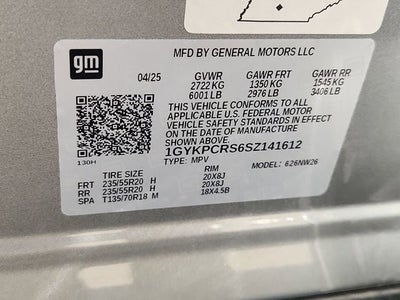 gm
MFD BY GENERAL MOTORS LLC
04/25 GVWR GAWR FRT GAWR RR
2722 KG 1350 KG 1545 KG
6001 LB 2976 LB 3406 LB
THIS VEHICLE CONFORMS TO ALL
APPLICABLE U.S. FEDERAL MOTOR
VEHICLE SAFETY STANDARDS IN EFFECT
ON THE DATE OF MANUFACTURE
SHOWN ABOVE.
1GYKPCRS6SZ141612
130H TYPE: MPV MODEL: 626NW26
TIRE SIZE RIM
FRT 235/55R20 H 20X8J
RR 235/55R20 H 20X8J
SPA T135/70R18 M 18X4.5B